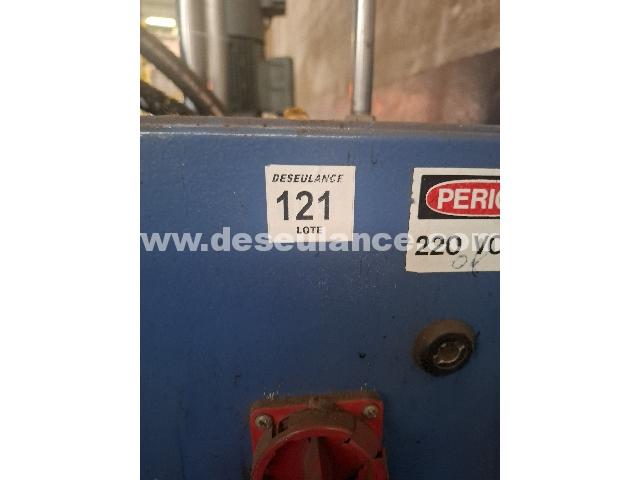 DESEULANCE
121
LOTE
PERIG
www.deseulance.com
220 VO